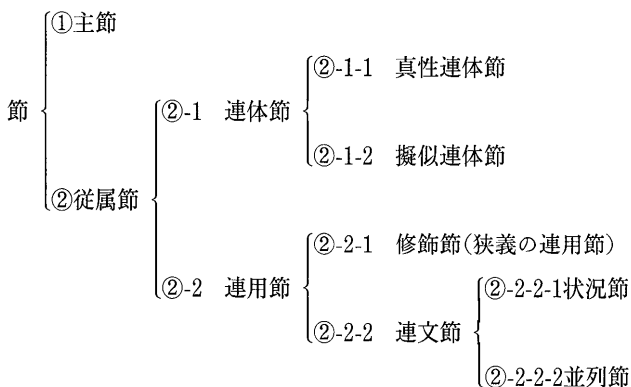 ①主節
②-1-1 真性連体節
節
②-1 連体節
②-1-2 擬似連体節
②従属節
②-2-1 修飾節(狭義の連用節)
②-2 連用節
②-2-2-1状況節
②-2-2 連文節
②-2-2-2並列節